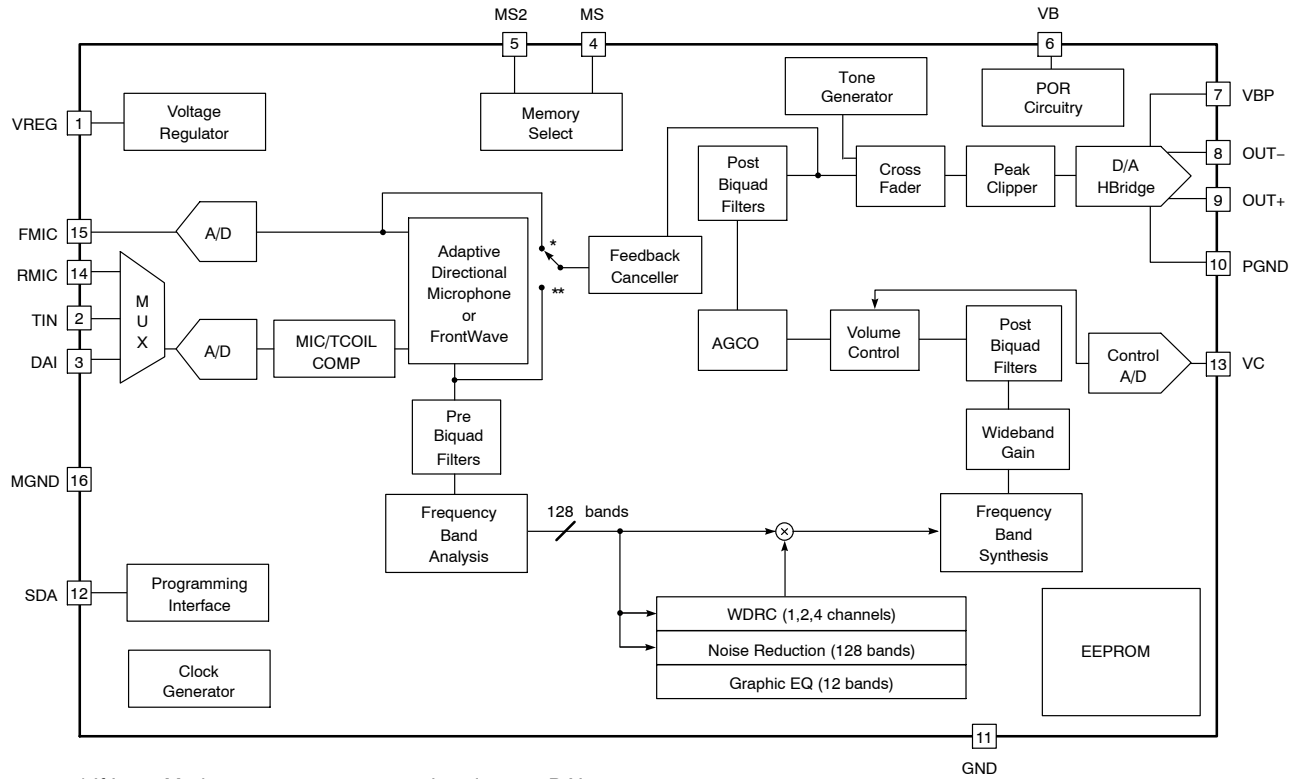 MS2
MS
VB
5
4
6
Voltage
Regulator
VREG
1
Memory
Select
Tone
Generator
POR
Circuitry
7
VBP
8
OUT−
9
OUT+
10
PGND
Post
Biquad
Filters
Cross
Fader
Peak
Clipper
D/A
HBridge
FMIC
15
A/D
RMIC
14
TIN
2
DAI
3
M
U
X
A/D
MIC/TCOIL
COMP
Adaptive
Directional
Microphone
or
FrontWave
*
**
Feedback
Canceller
AGCO
Volume
Control
Post
Biquad
Filters
Control
A/D
13
VC
Pre
Biquad
Filters
Wideband
Gain
MGND
16
Frequency
Band
Analysis
128 bands
×
Frequency
Band
Synthesis
SDA
12
Programming
Interface
Clock
Generator
WDRC (1,2,4 channels)
Noise Reduction (128 bands)
Graphic EQ (12 bands)
EEPROM
11
GND